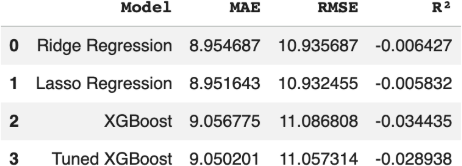 Model MAE RMSE R²
0 Ridge Regression 8.954687 10.935687 -0.006427
1 Lasso Regression 8.951643 10.932455 -0.005832
2 XGBoost 9.056775 11.086808 -0.034435
3 Tuned XGBoost 9.050201 11.057314 -0.028938